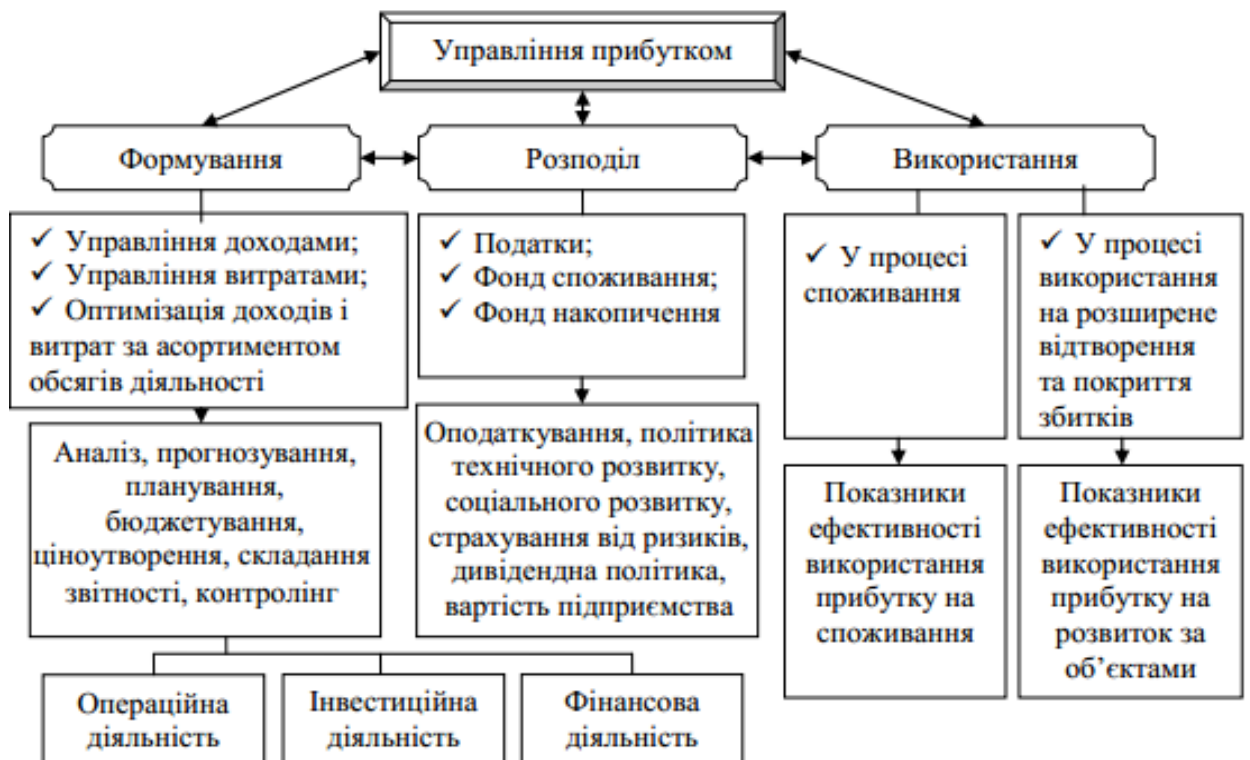 Управління прибутком
Формування
Розподіл
Використання
✓ Управління доходами;
✓ Управління витратами;
✓ Оптимізація доходів і
витрат за асортиментом
обсягів діяльності
✓ Податки;
✓ Фонд споживання;
✓ Фонд накопичення
✓ У процесі
споживання
✓ У процесі
використання
на розширене
відтворення
та покриття
збитків
Аналіз, прогнозування,
планування,
бюджетування,
ціноутворення, складання
звітності, контролінг
Оподаткування, політика
технічного розвитку,
соціального розвитку,
страхування від ризиків,
дивідендна політика,
вартість підприємства
Показники
ефективності
використання
прибутку на
споживання
Показники
ефективності
використання
прибутку на
розвиток за
об’єктами
Операційна
діяльність
Інвестиційна
діяльність
Фінансова
діяльність